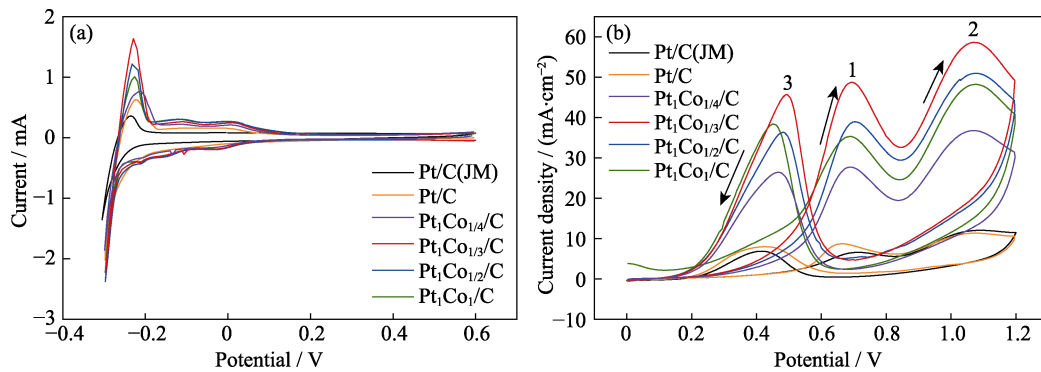 (a)
2
1
0
−1
−2
−3
Current / mA
Pt/C(JM)
Pt/C
Pt₁Co₁/₄/C
Pt₁Co₁/₃/C
Pt₁Co₁/₂/C
Pt₁Co₁/C
−0.4 −0.2 0 0.2 0.4 0.6
Potential / V
(b)
60
50
40
30
20
10
0
−10
Current density / (mA·cm⁻²)
Pt/C(JM)
Pt/C
Pt₁Co₁/₄/C
Pt₁Co₁/₃/C
Pt₁Co₁/₂/C
Pt₁Co₁/C
3
1
2
0 0.2 0.4 0.6 0.8 1.0 1.2
Potential / V